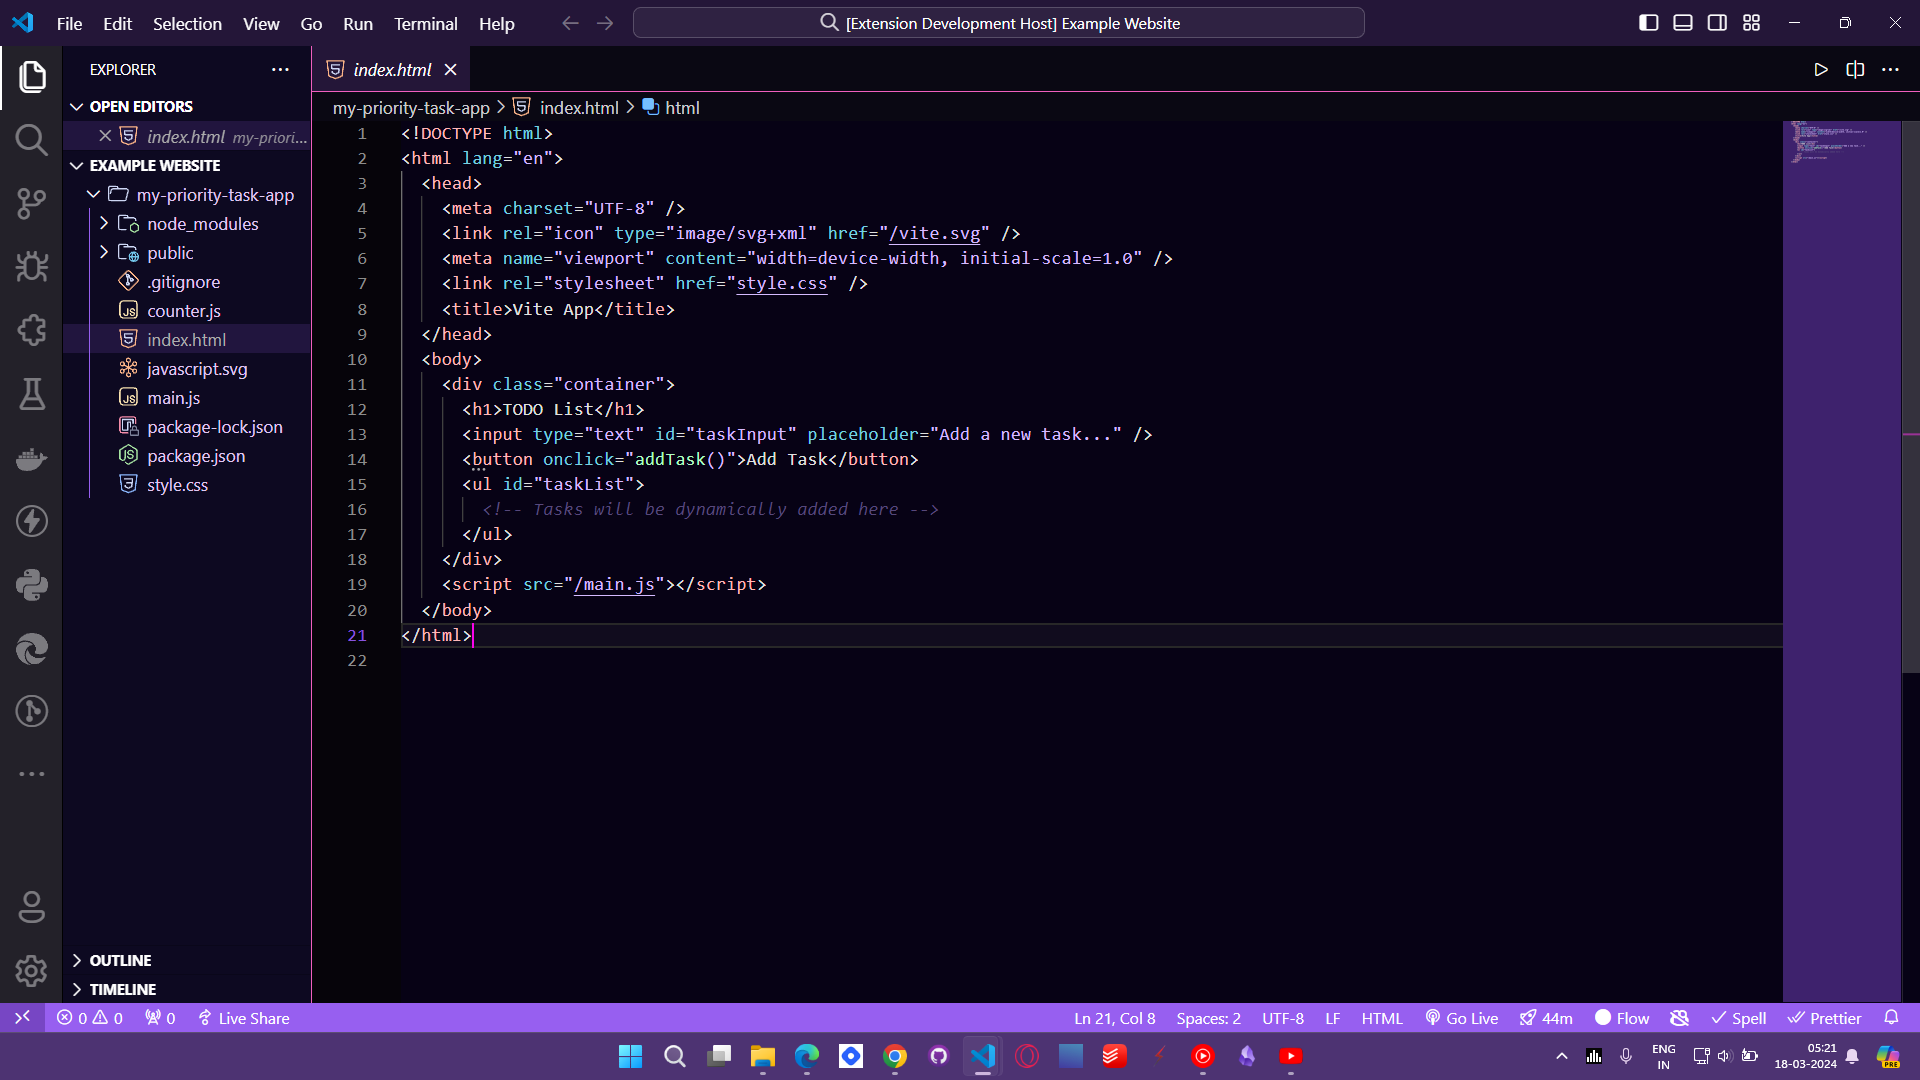 File Edit Selection View Go Run Terminal Help
[Extension Development Host] Example Website
EXPLORER
OPEN EDITORS
index.html my-priori...
EXAMPLE WEBSITE
my-priority-task-app
node_modules
public
.gitignore
counter.js
index.html
javascript.svg
main.js
package-lock.json
package.json
style.css
OUTLINE
TIMELINE
index.html
my-priority-task-app > index.html > html
1 <!DOCTYPE html>
2 <html lang="en">
3 <head>
4 <meta charset="UTF-8" />
5 <link rel="icon" type="image/svg+xml" href="/vite.svg" />
6 <meta name="viewport" content="width=device-width, initial-scale=1.0" />
7 <link rel="stylesheet" href="style.css" />
8 <title>Vite App</title>
9 </head>
10 <body>
11 <div class="container">
12 <h1>TODO List</h1>
13 <input type="text" id="taskInput" placeholder="Add a new task..." />
14 <button onclick="addTask()">Add Task</button>
15 <ul id="taskList">
16 <!-- Tasks will be dynamically added here -->
17 </ul>
18 </div>
19 <script src="/main.js"></script>
20 </body>
21 </html>
22
0 0 0 Live Share
Ln 21, Col 8 Spaces: 2 UTF-8 LF HTML Go Live 44m Flow Spell Prettier
ENG
IN
05:21
18-03-2024
PRE